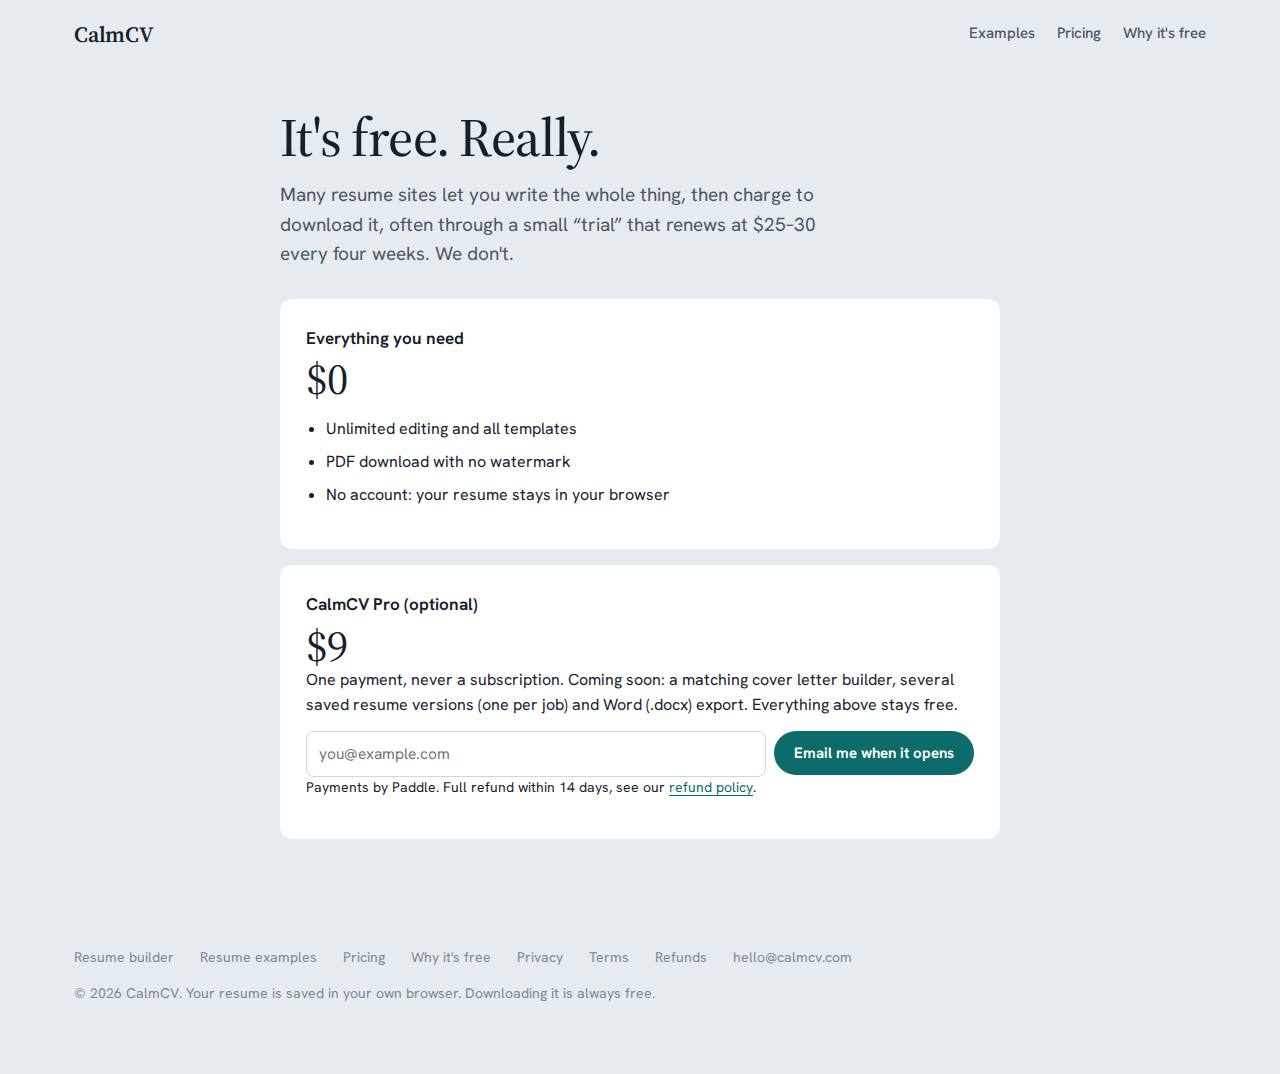 CalmCV
Examples Pricing Why it's free
It's free. Really.
Many resume sites let you write the whole thing, then charge to
download it, often through a small “trial” that renews at $25–30
every four weeks. We don't.
Everything you need
$0
• Unlimited editing and all templates
• PDF download with no watermark
• No account: your resume stays in your browser
CalmCV Pro (optional)
$9
One payment, never a subscription. Coming soon: a matching cover letter builder, several
saved resume versions (one per job) and Word (.docx) export. Everything above stays free.
you@example.com
Email me when it opens
Payments by Paddle. Full refund within 14 days, see our refund policy.
Resume builder Resume examples Pricing Why it's free Privacy Terms Refunds hello@calmcv.com
© 2026 CalmCV. Your resume is saved in your own browser. Downloading it is always free.